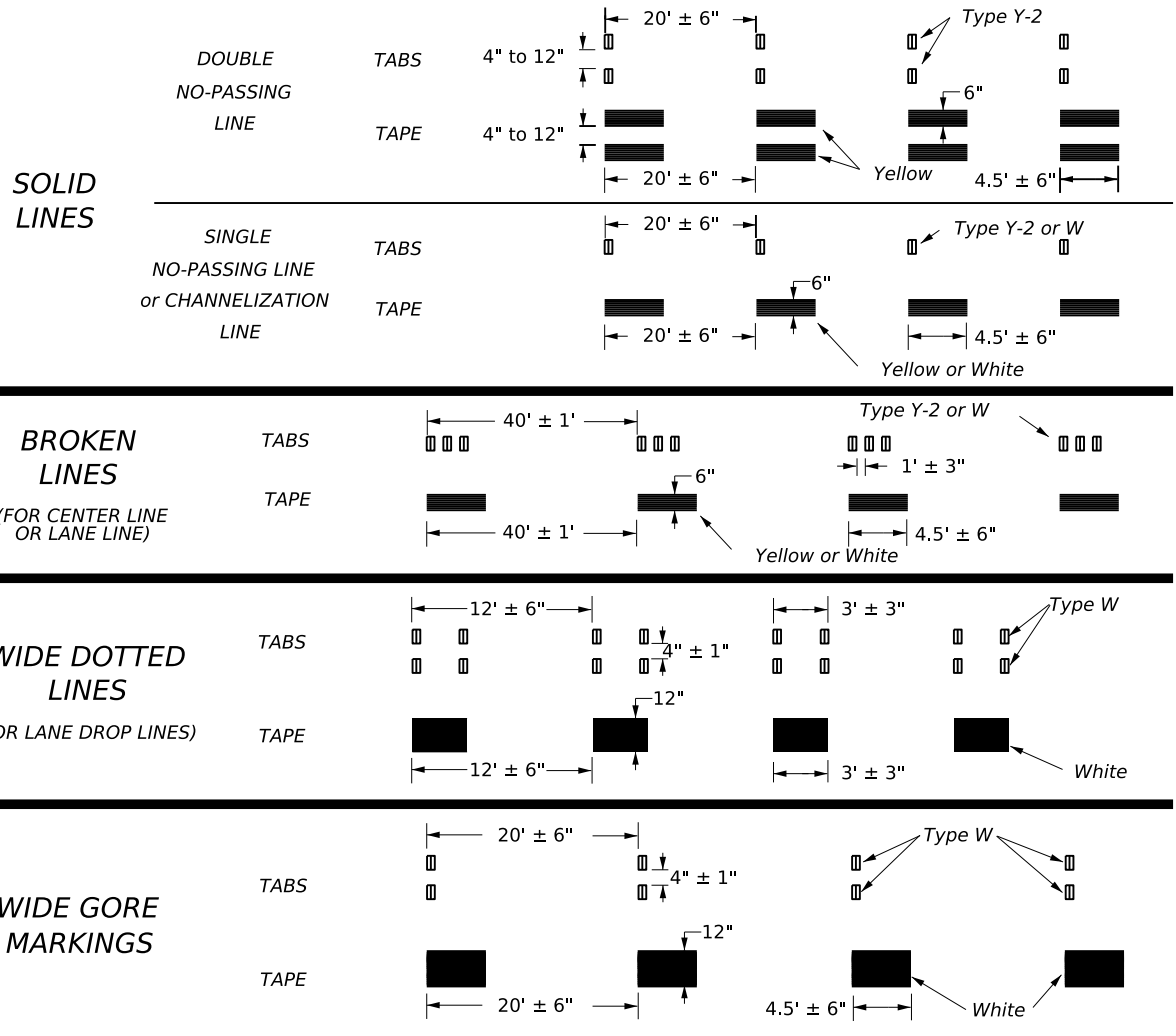 20' ± 6"
Type Y-2
DOUBLE
NO-PASSING
LINE
TABS
4" to 12"
TAPE
4" to 12"
6"
Yellow
20' ± 6"
4.5' ± 6"
SOLID
LINES
SINGLE
NO-PASSING LINE
or CHANNELIZATION
LINE
TABS
20' ± 6"
Type Y-2 or W
TAPE
6"
20' ± 6"
4.5' ± 6"
Yellow or White
BROKEN
LINES
(FOR CENTER LINE
OR LANE LINE)
TABS
40' ± 1'
Type Y-2 or W
1' ± 3"
TAPE
6"
40' ± 1'
4.5' ± 6"
Yellow or White
WIDE DOTTED
LINES
OR LANE DROP LINES)
TABS
12' ± 6"
3' ± 3"
Type W
4" ± 1"
TAPE
12"
12' ± 6"
3' ± 3"
White
WIDE GORE
MARKINGS
TABS
20' ± 6"
Type W
4" ± 1"
TAPE
12"
20' ± 6"
4.5' ± 6"
White